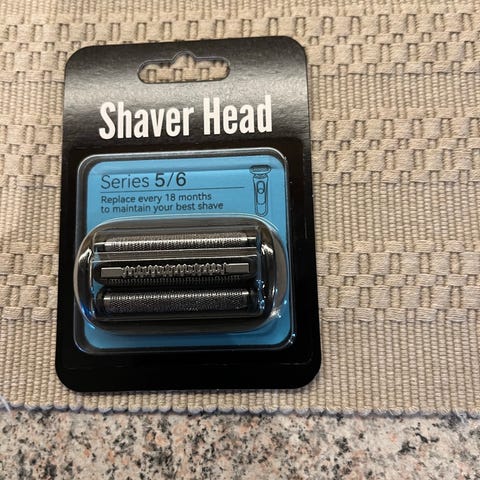 Shaver Head
Series 5/6
Replace every 18 months
to maintain your best shave